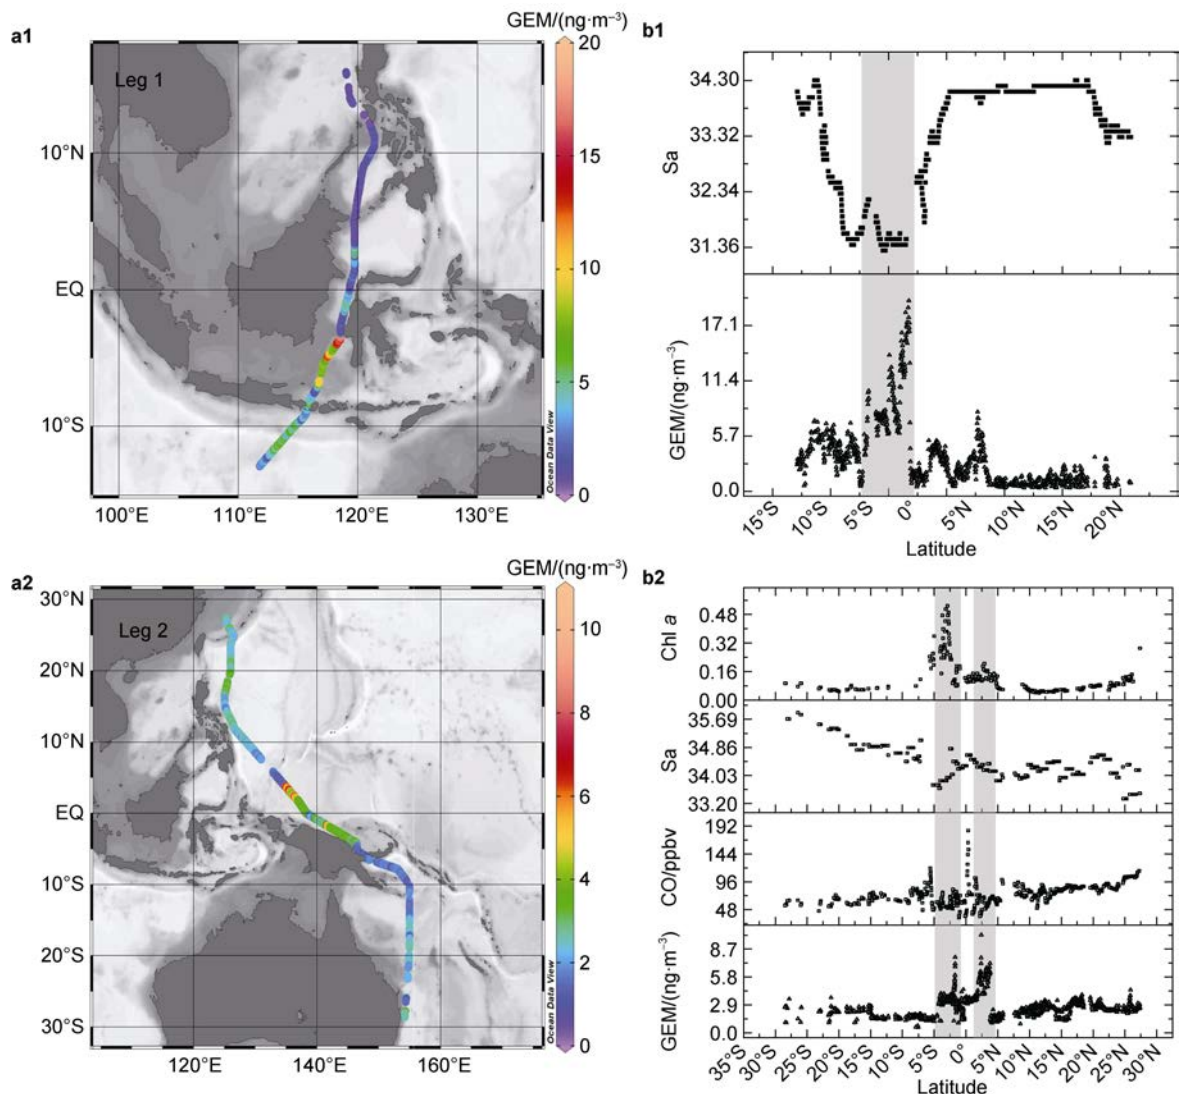 a1
GEM/(ng·m⁻³)
Leg 1
20
15
10
5
0
10°N
EQ
10°S
100°E 110°E 120°E 130°E
Ocean Data View
b1
Sa
34.30
33.32
32.34
31.36
GEM/(ng·m⁻³)
17.1
11.4
5.7
0.0
15°S 10°S 5°S 0° 5°N 10°N 15°N 20°N
Latitude
a2
GEM/(ng·m⁻³)
Leg 2
10
8
6
4
2
0
30°N
20°N
10°N
EQ
10°S
20°S
30°S
120°E 140°E 160°E
Ocean Data View
b2
Chl a
0.48
0.32
0.16
0.00
Sa
35.69
34.86
34.03
33.20
CO/ppbv
192
144
96
48
GEM/(ng·m⁻³)
8.7
5.8
2.9
0.0
35°S 30°S 25°S 20°S 15°S 10°S 5°S 0° 5°N 10°N 15°N 20°N 25°N 30°N
Latitude